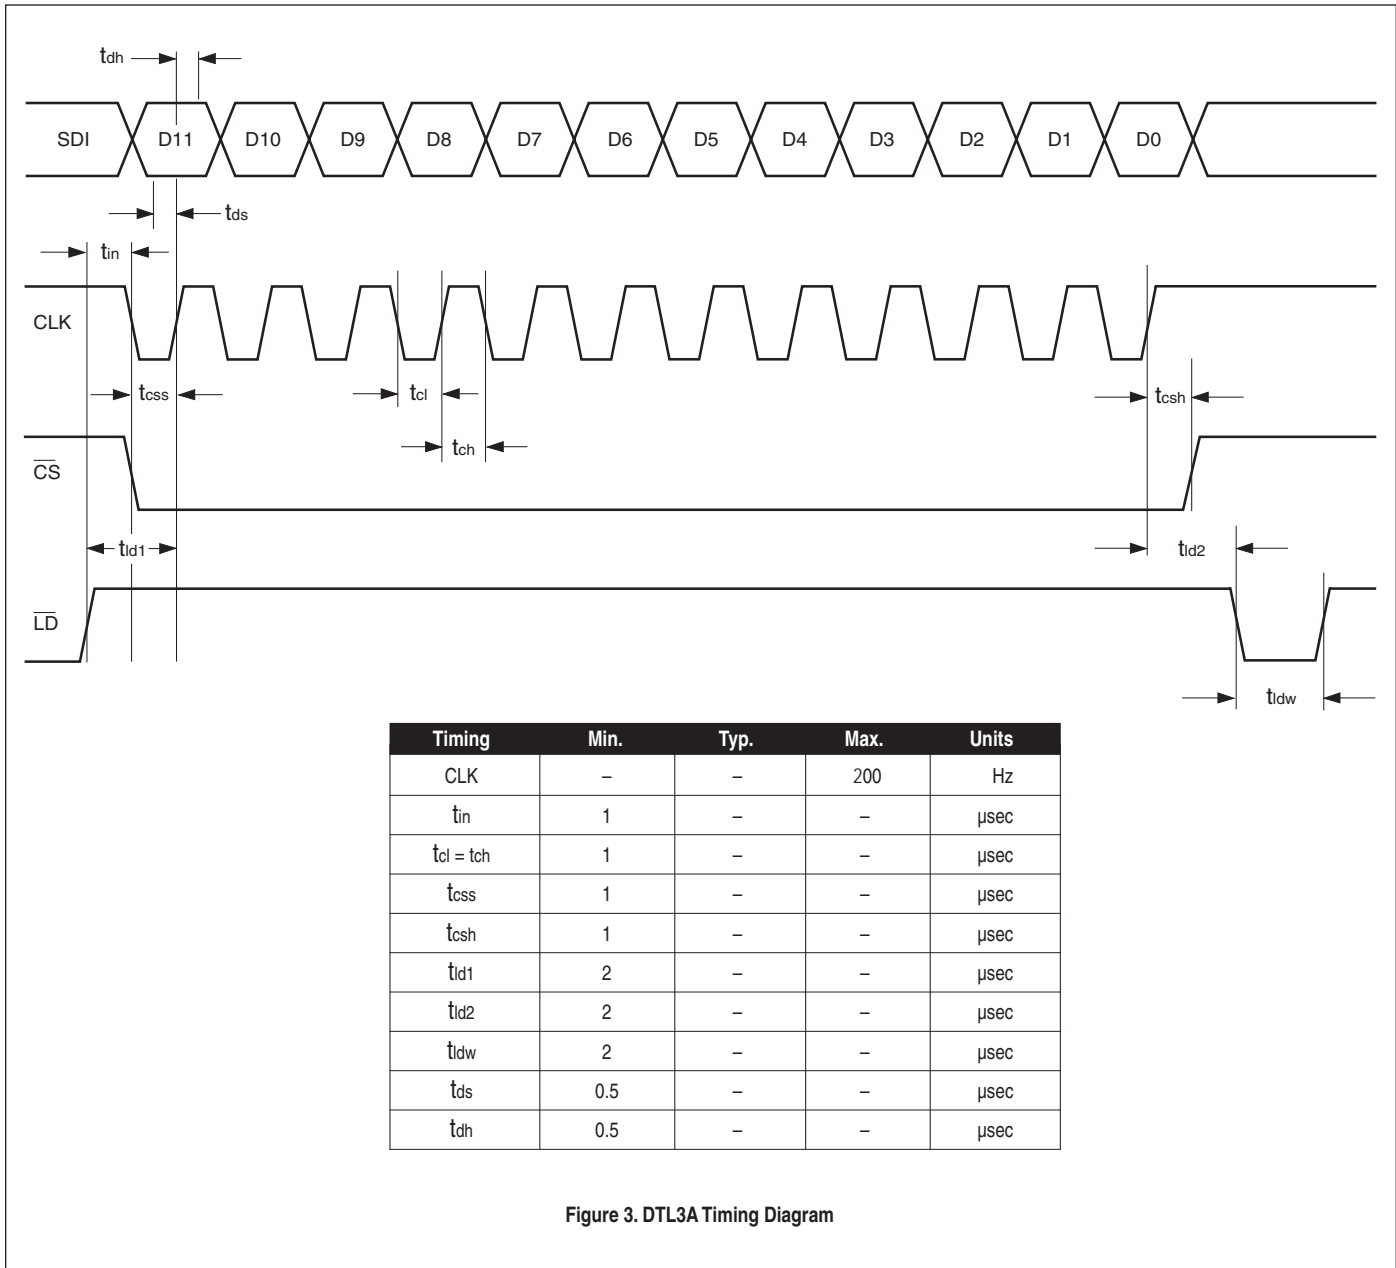 tdh
SDI D11 D10 D9 D8 D7 D6 D5 D4 D3 D2 D1 D0
tds
tin
CLK
tcss tcl tcsh
tch
CS
tld1 tld2
LD
tldw
Timing Min. Typ. Max. Units
CLK – – 200 Hz
tin 1 – – µsec
tcl = tch 1 – – µsec
tcss 1 – – µsec
tcsh 1 – – µsec
tld1 2 – – µsec
tld2 2 – – µsec
tldw 2 – – µsec
tds 0.5 – – µsec
tdh 0.5 – – µsec
Figure 3. DTL3A Timing Diagram